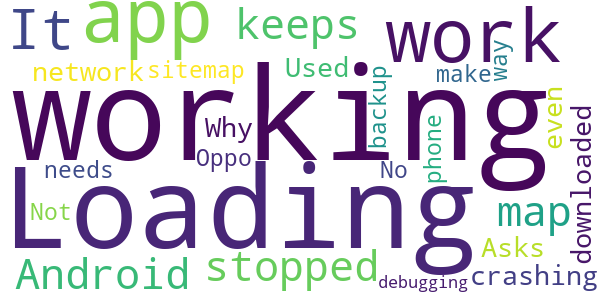 It app keeps work
network sitemap Used make way
working
backup even
Why phone downloaded
Oppo No
needs
Loading
Not map
Asks
Android stopped crashing
debugging